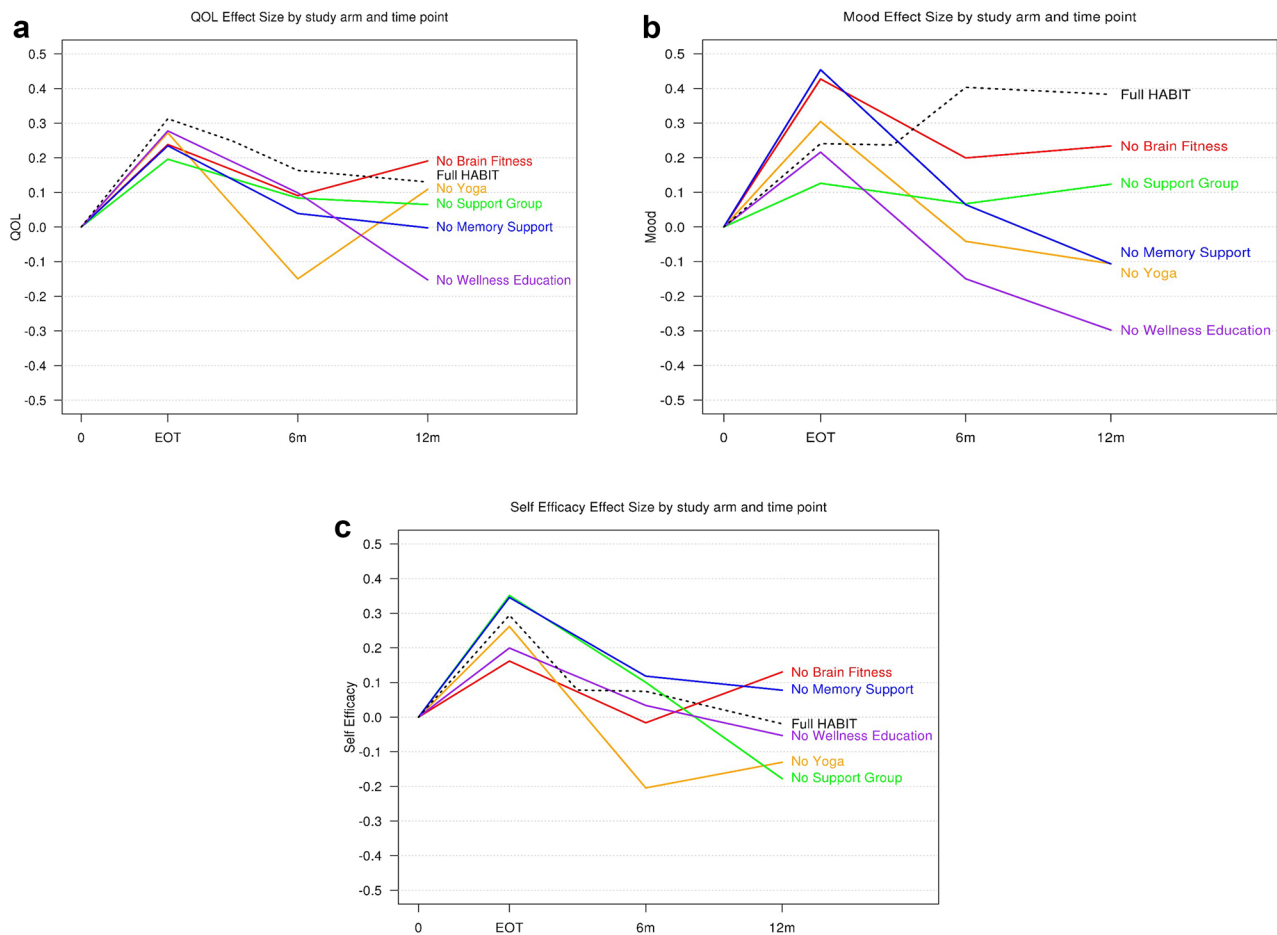 a
QOL Effect Size by study arm and time point
0.5
0.4
0.3
0.2
0.1
0.0
-0.1
-0.2
-0.3
-0.4
-0.5
QOL
No Brain Fitness
Full HABIT
No Yoga
No Support Group
No Memory Support
No Wellness Education
0 EOT 6m 12m
b
Mood Effect Size by study arm and time point
0.5
0.4
0.3
0.2
0.1
0.0
-0.1
-0.2
-0.3
-0.4
-0.5
Mood
Full HABIT
No Brain Fitness
No Support Group
No Memory Support
No Yoga
No Wellness Education
0 EOT 6m 12m
c
Self Efficacy Effect Size by study arm and time point
0.5
0.4
0.3
0.2
0.1
0.0
-0.1
-0.2
-0.3
-0.4
-0.5
Self Efficacy
No Brain Fitness
No Memory Support
Full HABIT
No Wellness Education
No Yoga
No Support Group
0 EOT 6m 12m